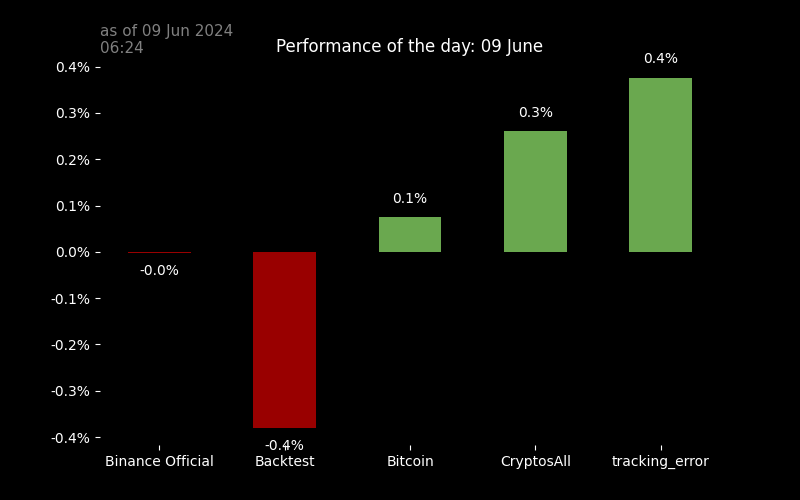 as of 09 Jun 2024
06:24
Performance of the day: 09 June
0.4%
0.3%
0.2%
0.1%
0.0%
-0.1%
-0.2%
-0.3%
-0.4%
-0.0%
-0.4%
0.1%
0.3%
0.4%
Binance Official
Backtest
Bitcoin
CryptosAll
tracking_error